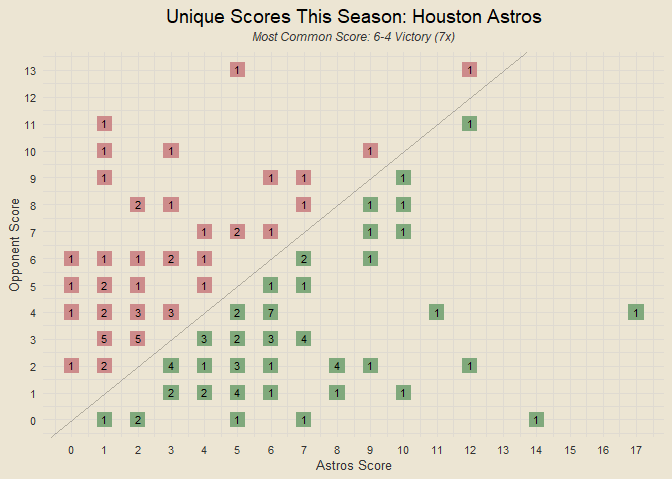 Unique Scores This Season: Houston Astros
Most Common Score: 6-4 Victory (7x)
13 1 1
12
11 1 1
10 1 1 1
9 1 1 1 1
8 2 1 1 1 1
7 1 2 1 1 1
6 1 1 1 2 1 2 1
5 1 2 1 1 1 1
4 1 2 3 3 2 7 1 1
3 5 5 3 2 3 4
2 1 2 4 1 3 1 4 1 1
1 2 2 4 1 1 1
0 1 2 1 1 1
0 1 2 3 4 5 6 7 8 9 10 11 12 13 14 15 16 17
Astros Score
Opponent Score